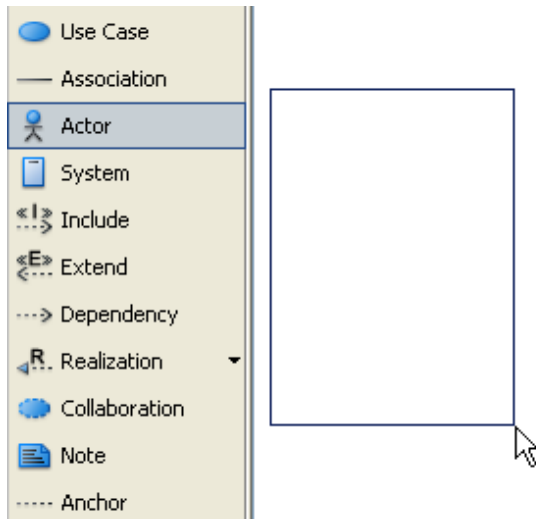 Use Case
Association
Actor
System
«I» Include
«E» Extend
Dependency
R Realization
Collaboration
Note
Anchor